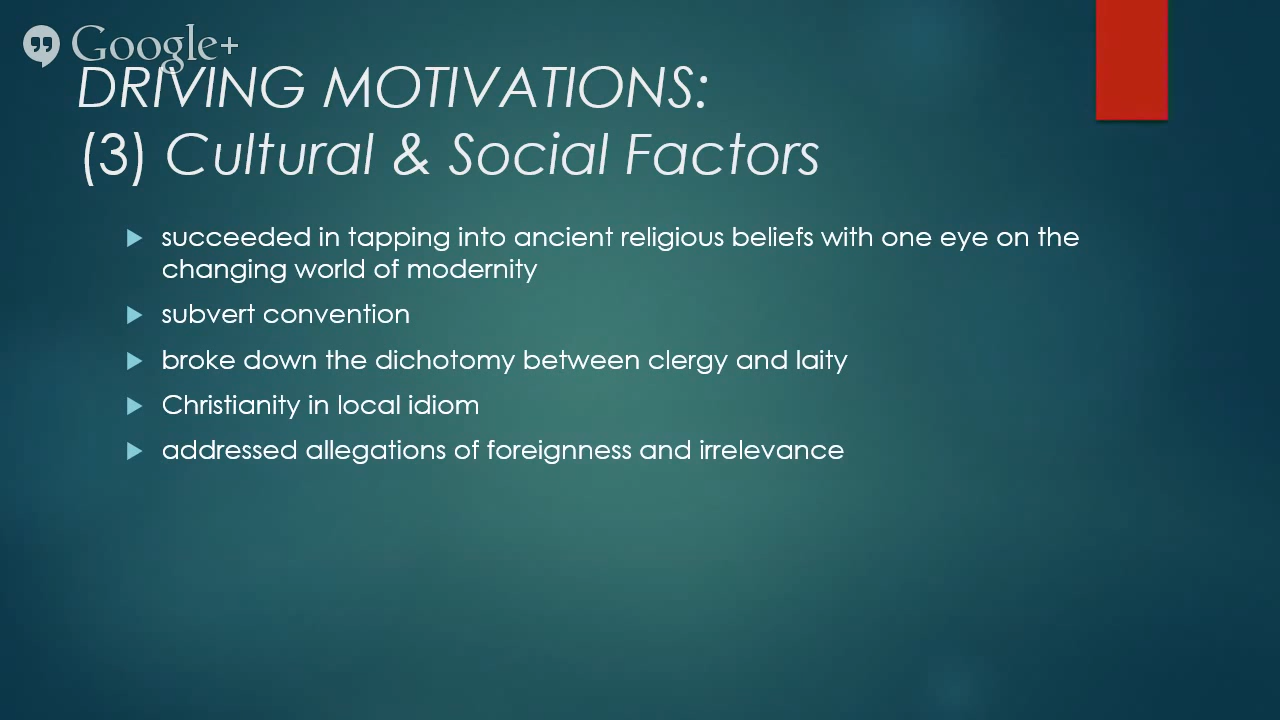 Google+
DRIVING MOTIVATIONS:
(3) Cultural & Social Factors
succeeded in tapping into ancient religious beliefs with one eye on the
changing world of modernity
subvert convention
broke down the dichotomy between clergy and laity
Christianity in local idiom
addressed allegations of foreignness and irrelevance